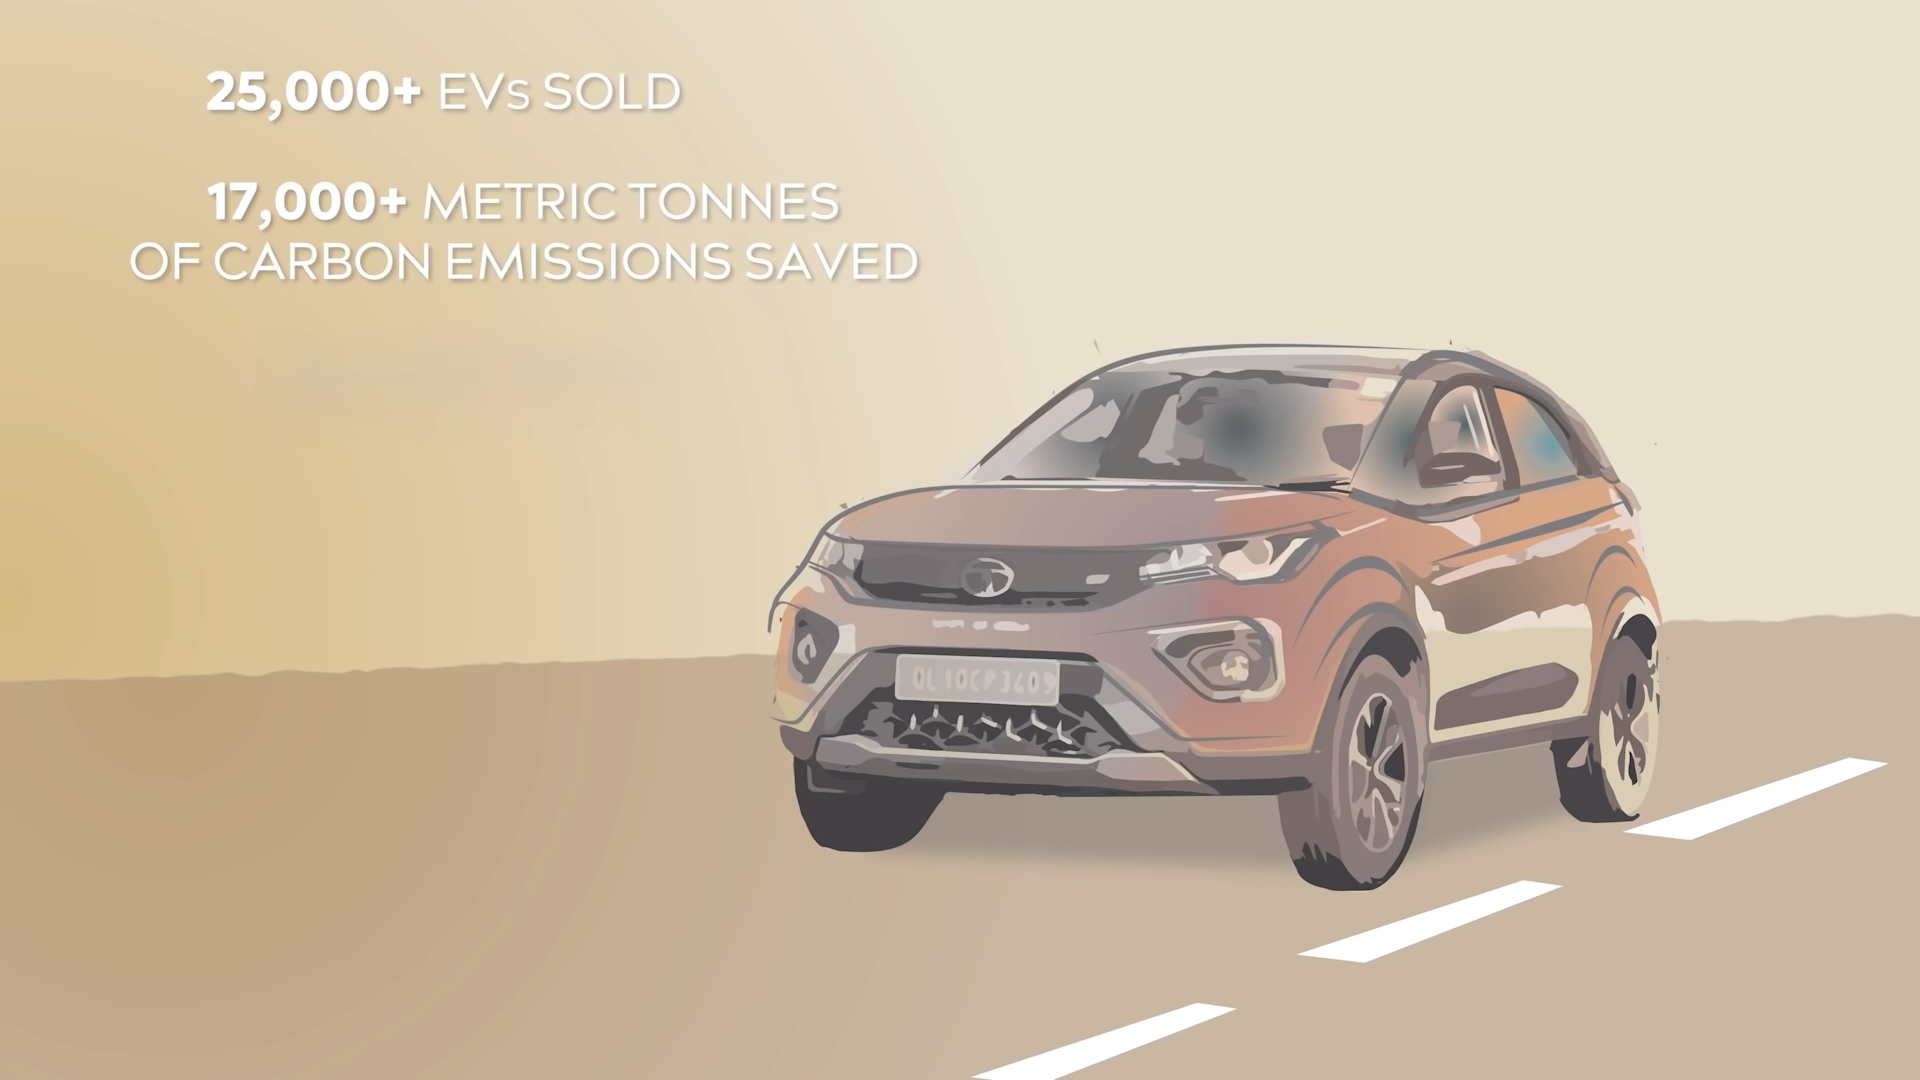 25,000+ EVs SOLD
17,000+ METRIC TONNES
OF CARBON EMISSIONS SAVED